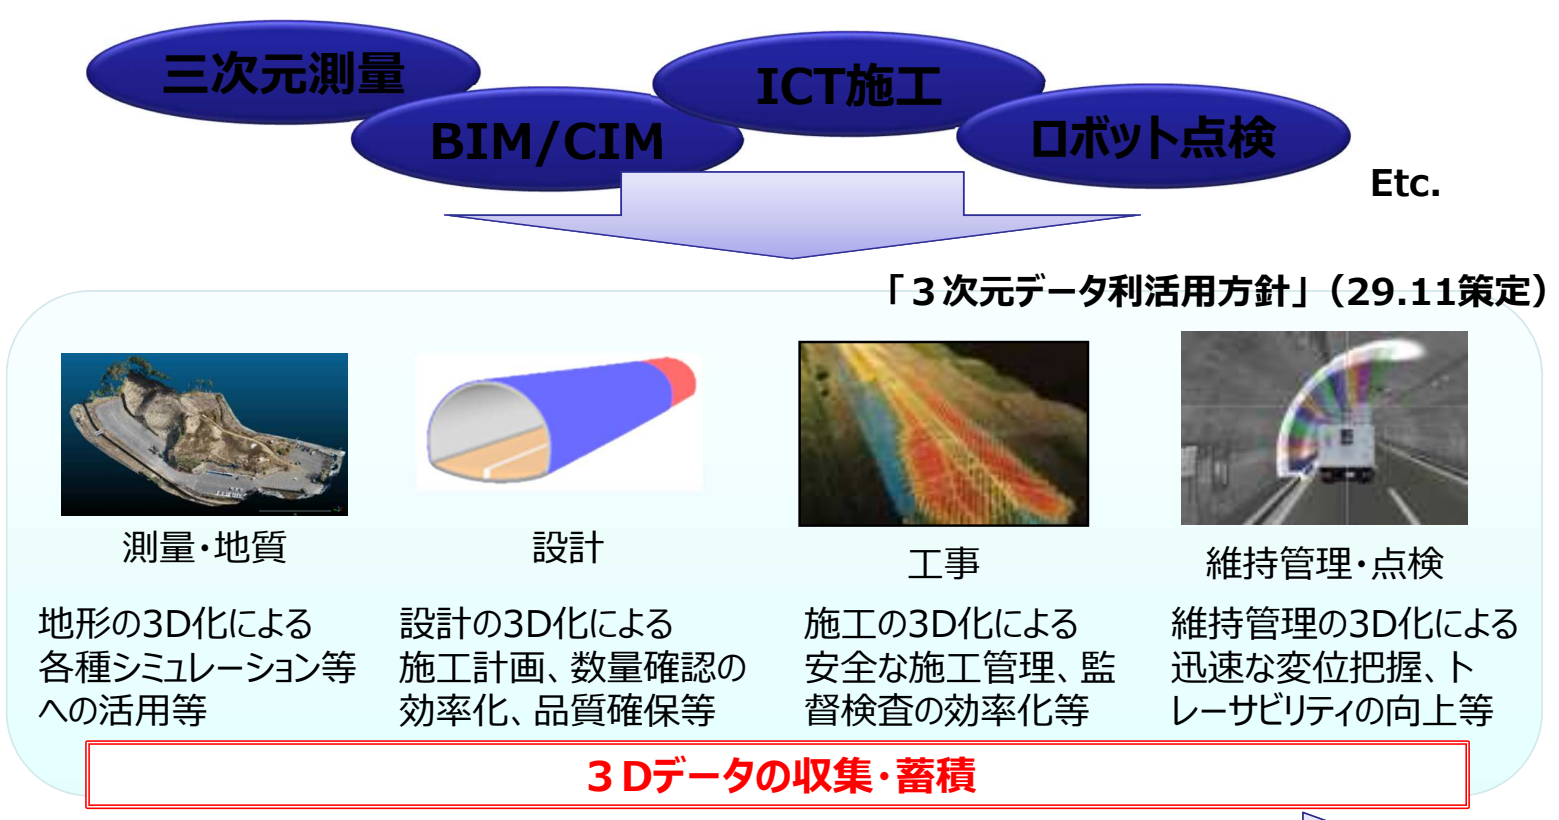 三次元測量
ICT施工
BIM/CIM
ロボット点検
Etc.
「３次元データ利活用方針」（29.11策定）
測量・地質
設計
工事
維持管理・点検
地形の3D化による
各種シミュレーション等
への活用等
設計の3D化による
施工計画、数量確認の
効率化、品質確保等
施工の3D化による
安全な施工管理、監
督検査の効率化等
維持管理の3D化による
迅速な変位把握、ト
レーサビリティの向上等
３Dデータの収集・蓄積